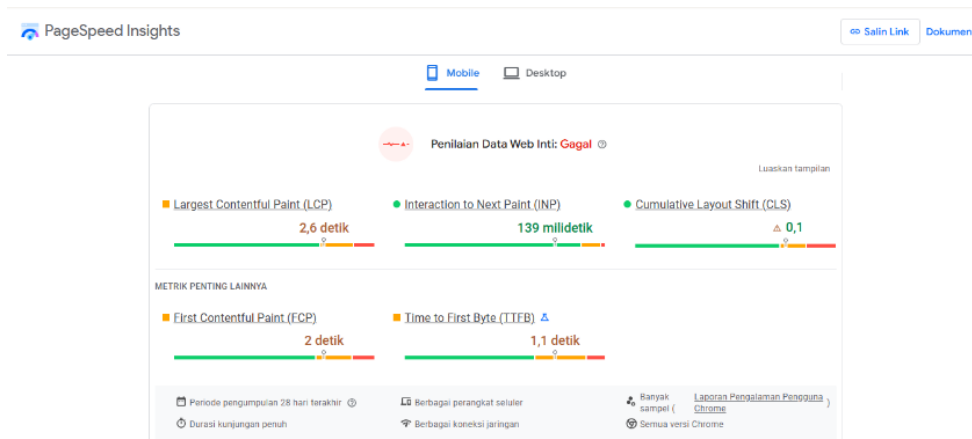 PageSpeed Insights
Salin Link Dokumen
Mobile Desktop
Penilaian Data Web Inti: Gagal
Luaskan tampilan
Largest Contentful Paint (LCP) Interaction to Next Paint (INP) Cumulative Layout Shift (CLS)
2,6 detik 139 milidetik 0,1
METRIK PENTING LAINNYA
First Contentful Paint (FCP) Time to First Byte (TTFB)
2 detik 1,1 detik
Periode pengumpulan 28 hari terakhir Berbagai perangkat seluler Banyak sampel ( Laporan Pengalaman Pengguna Chrome )
Durasi kunjungan penuh Berbagai koneksi jaringan Semua versi Chrome